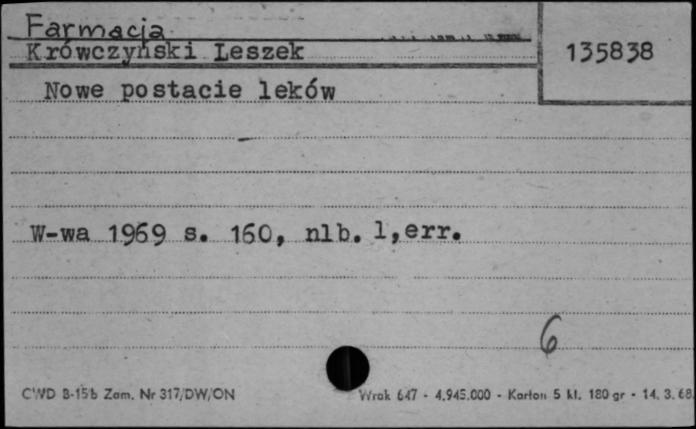 Farmacja
Krówczyński Leszek
135838
Nowe postacie leków
W-wa 1969 s. 160, nlb. 1,err.
6
CWD B-15b Zam. Nr 317/DW/ON
Wrak 647 - 4.945.000 - Karton 5 kl. 180 gr - 14. 3. 68